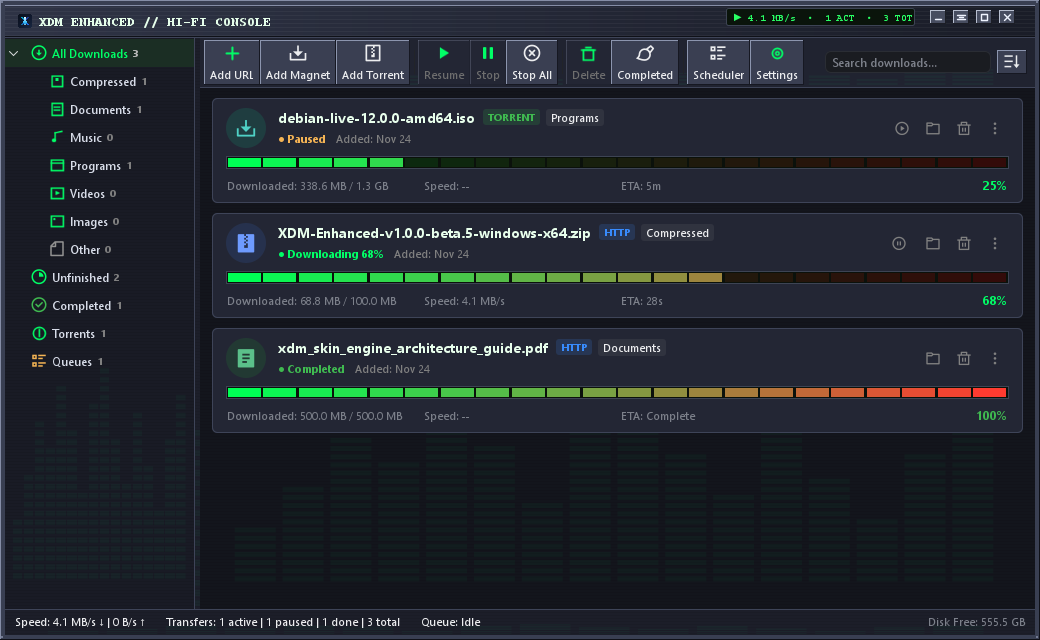 XDM ENHANCED // HI-FI CONSOLE
▶ 4.1 MB/s · 1 ACT · 3 TOT
All Downloads 3
Compressed 1
Documents 1
Music 0
Programs 1
Videos 0
Images 0
Other 0
Unfinished 2
Completed 1
Torrents 1
Queues 1
Add URL
Add Magnet
Add Torrent
Resume
Stop
Stop All
Delete
Completed
Scheduler
Settings
Search downloads...
debian-live-12.0.0-amd64.iso TORRENT Programs
● Paused Added: Nov 24
Downloaded: 338.6 MB / 1.3 GB Speed: -- ETA: 5m 25%
XDM-Enhanced-v1.0.0-beta.5-windows-x64.zip HTTP Compressed
● Downloading 68% Added: Nov 24
Downloaded: 68.8 MB / 100.0 MB Speed: 4.1 MB/s ETA: 28s 68%
xdm_skin_engine_architecture_guide.pdf HTTP Documents
● Completed Added: Nov 24
Downloaded: 500.0 MB / 500.0 MB Speed: -- ETA: Complete 100%
Speed: 4.1 MB/s ↓ | 0 B/s ↑ Transfers: 1 active | 1 paused | 1 done | 3 total Queue: Idle Disk Free: 555.5 GB